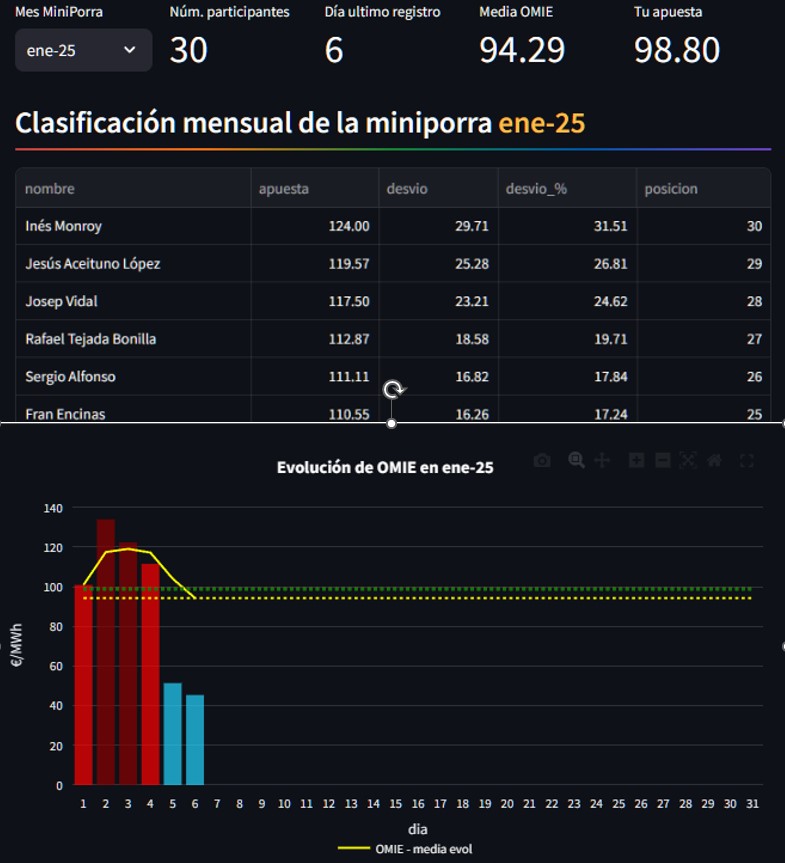 Mes MiniPorra Núm. participantes Día ultimo registro Media OMIE Tu apuesta
ene-25 30 6 94.29 98.80
Clasificación mensual de la miniporra ene-25
nombre apuesta desvio desvio_% posicion
Inés Monroy 124.00 29.71 31.51 30
Jesús Aceituno López 119.57 25.28 26.81 29
Josep Vidal 117.50 23.21 24.62 28
Rafael Tejada Bonilla 112.87 18.58 19.71 27
Sergio Alfonso 111.11 16.82 17.84 26
Fran Encinas 110.55 16.26 17.24 25
Evolución de OMIE en ene-25
140
120
100
80
60
40
20
0
€/MWh
1 2 3 4 5 6 7 8 9 10 11 12 13 14 15 16 17 18 19 20 21 22 23 24 25 26 27 28 29 30 31
dia
OMIE - media evol